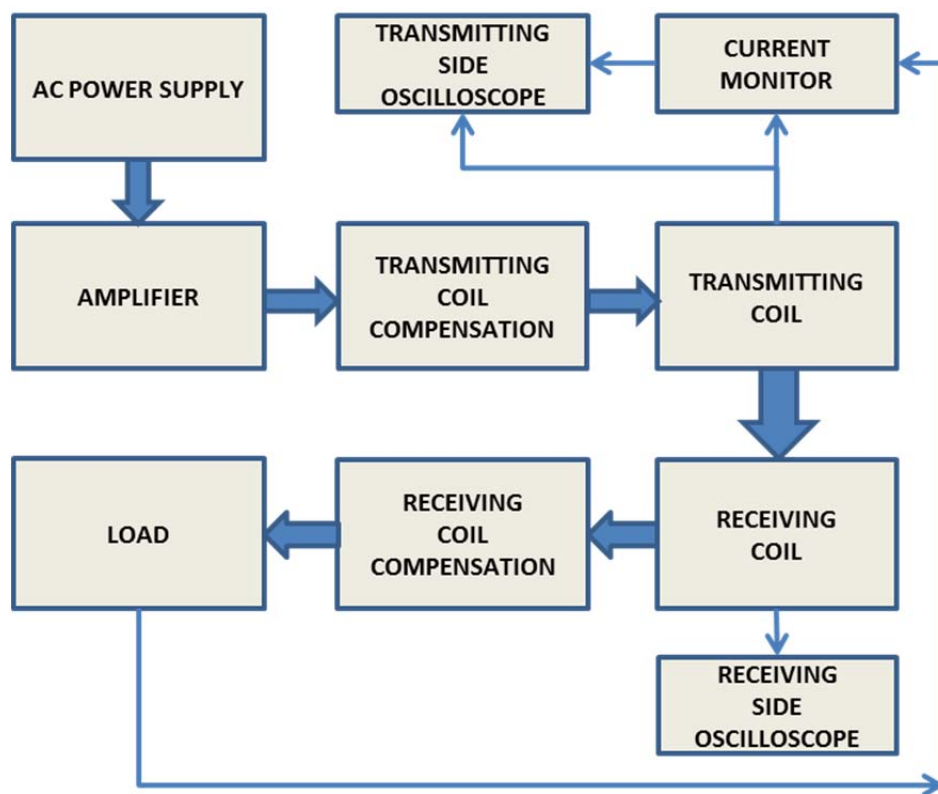 AC POWER SUPPLY
TRANSMITTING
SIDE
OSCILLOSCOPE
CURRENT
MONITOR
AMPLIFIER
TRANSMITTING
COIL
COMPENSATION
TRANSMITTING
COIL
LOAD
RECEIVING
COIL
COMPENSATION
RECEIVING
COIL
RECEIVING
SIDE
OSCILLOSCOPE